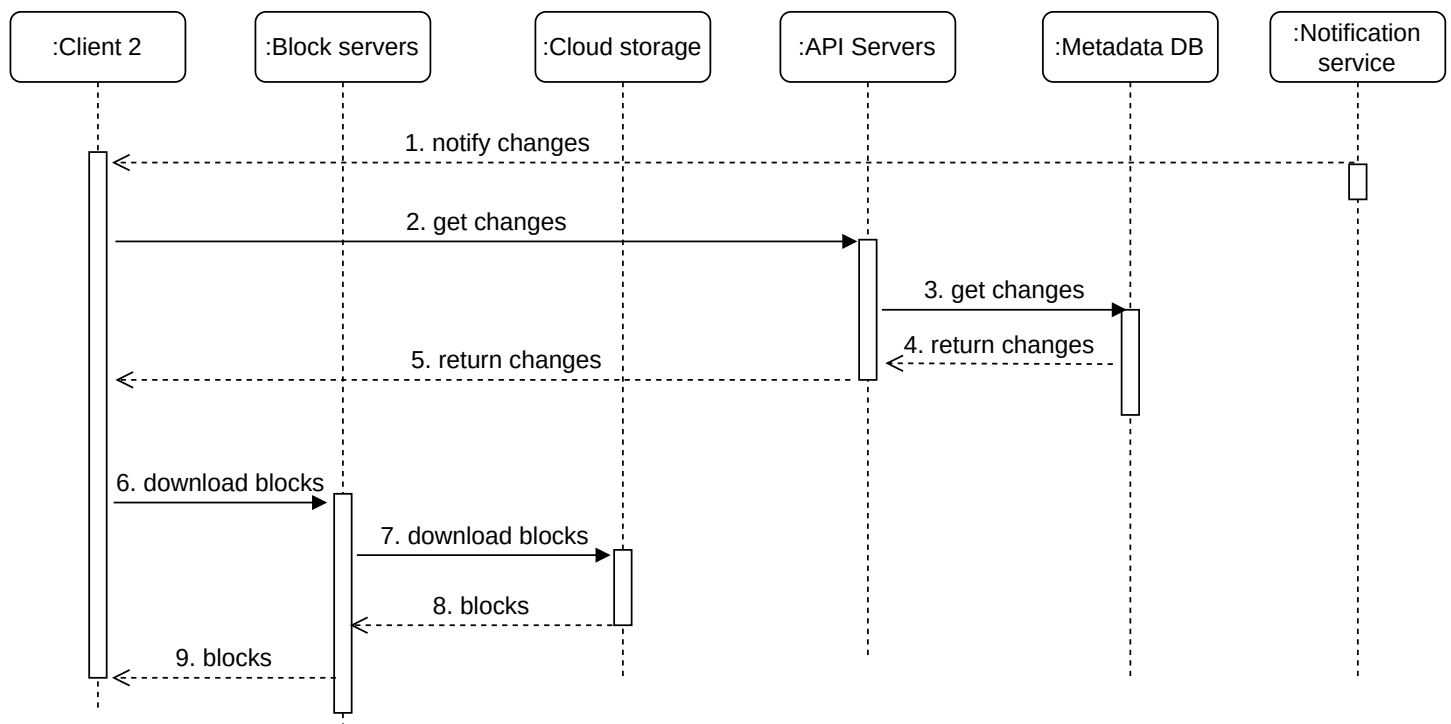 :Client 2
:Block servers
:Cloud storage
:API Servers
:Metadata DB
:Notification
service
1. notify changes
2. get changes
3. get changes
4. return changes
5. return changes
6. download blocks
7. download blocks
8. blocks
9. blocks